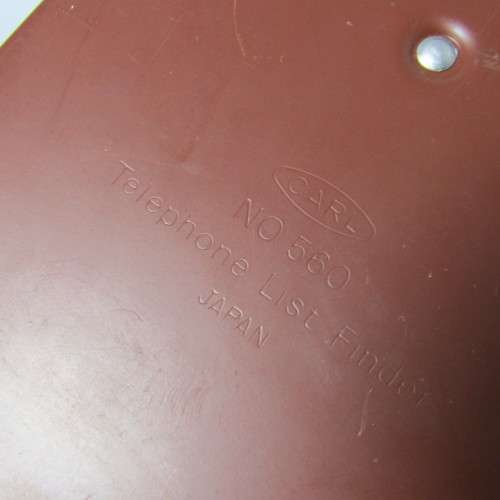 CARL
NO 560
Telephone List Finder
JAPAN